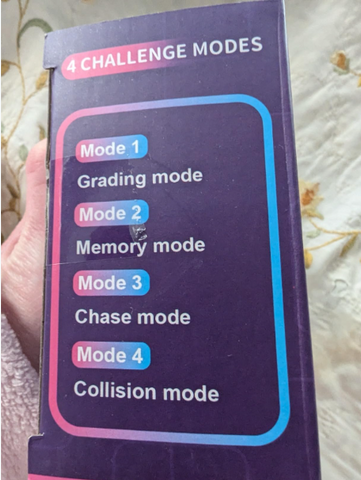 4 CHALLENGE MODES
Mode 1
Grading mode
Mode 2
Memory mode
Mode 3
Chase mode
Mode 4
Collision mode